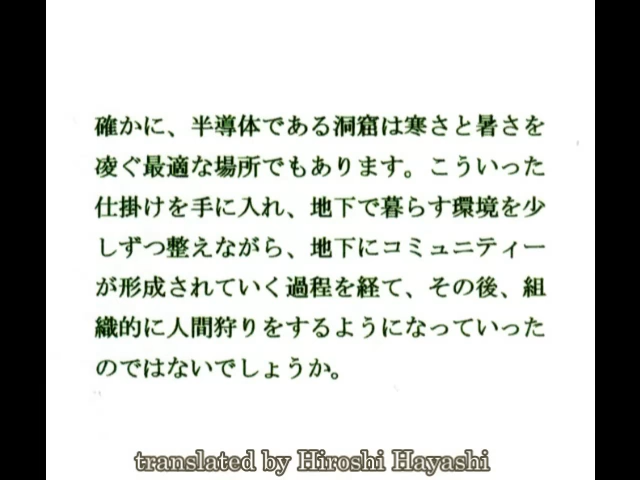 確かに、半導体である洞窟は寒さと暑さを
凌ぐ最適な場所でもあります。こういった
仕掛けを手に入れ、地下で暮らす環境を少
しずつ整えながら、地下にコミュニティー
が形成されていく過程を経て、その後、組
織的に人間狩りをするようになっていった
のではないでしょうか。
translated by Hiroshi Hayashi